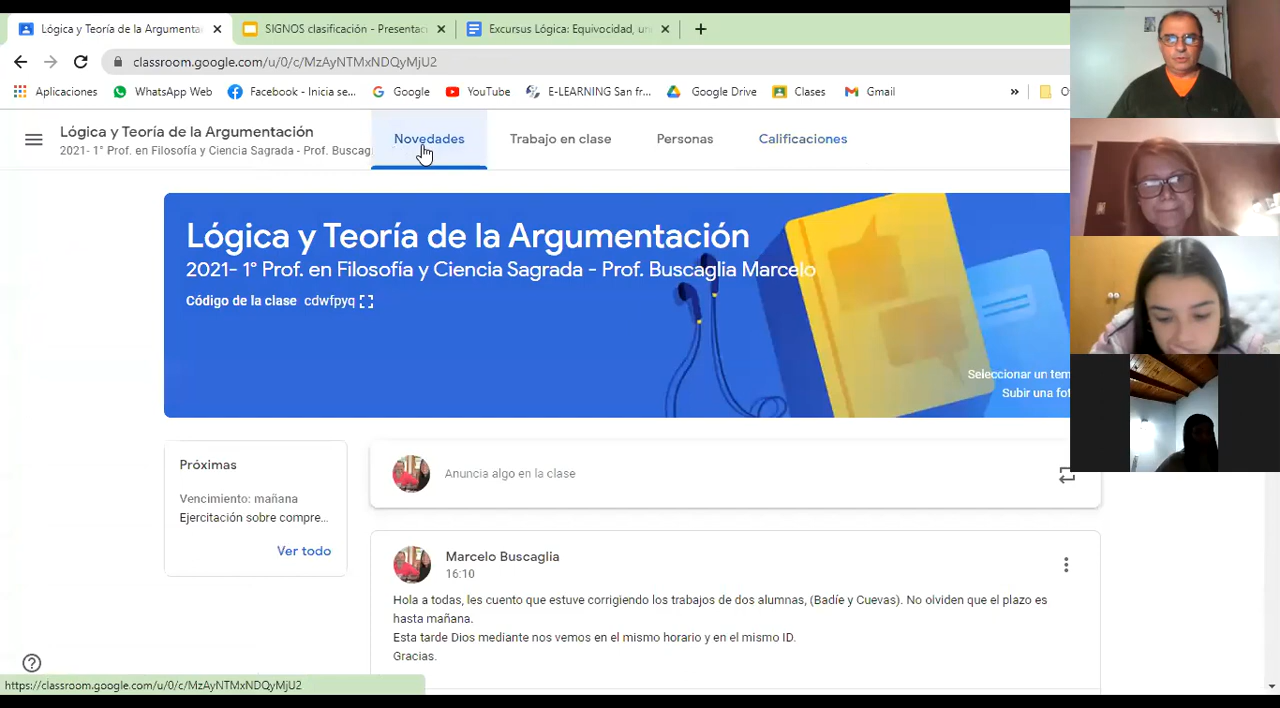 Lógica y Teoría de la Argumenta
SIGNOS clasificación - Presentac
Excursus Lógica: Equivocidad, un
classroom.google.com/u/0/c/MzAyNTMxNDQyMjU2
Aplicaciones
WhatsApp Web
Facebook - Inicia se...
Google
YouTube
E-LEARNING San fr...
Google Drive
Clases
Gmail
»
Lógica y Teoría de la Argumentación
2021- 1° Prof. en Filosofía y Ciencia Sagrada - Prof. Buscagl
Novedades
Trabajo en clase
Personas
Calificaciones
Lógica y Teoría de la Argumentación
2021- 1° Prof. en Filosofía y Ciencia Sagrada - Prof. Buscaglia Marcelo
Código de la clase cdwfpyq
Seleccionar un tem
Subir una fot
Próximas
Vencimiento: mañana
Ejercitación sobre compre...
Ver todo
Anuncia algo en la clase
Marcelo Buscaglia
16:10
Hola a todas, les cuento que estuve corrigiendo los trabajos de dos alumnas, (Badíe y Cuevas). No olviden que el plazo es
hasta mañana.
Esta tarde Dios mediante nos vemos en el mismo horario y en el mismo ID.
Gracias.
https://classroom.google.com/u/0/c/MzAyNTMxNDQyMjU2